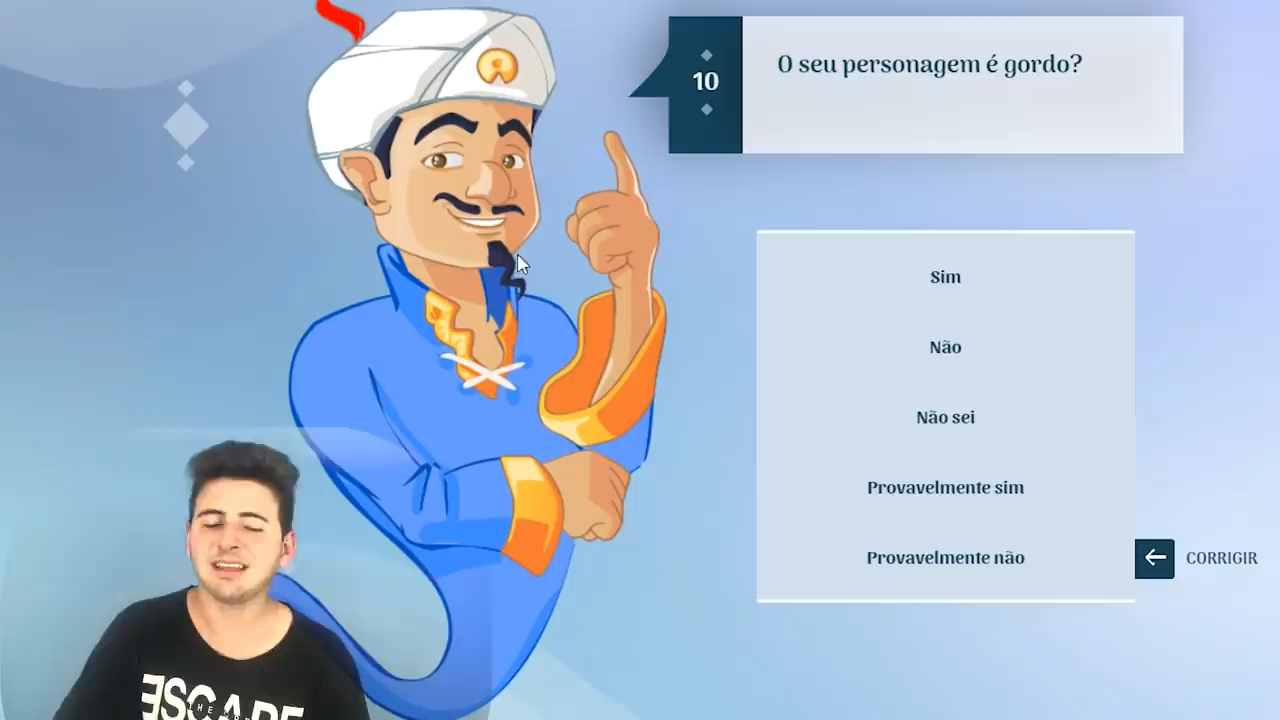 10
O seu personagem é gordo?
Sim
Não
Não sei
Provavelmente sim
Provavelmente não
CORRIGIR
ESCAPE